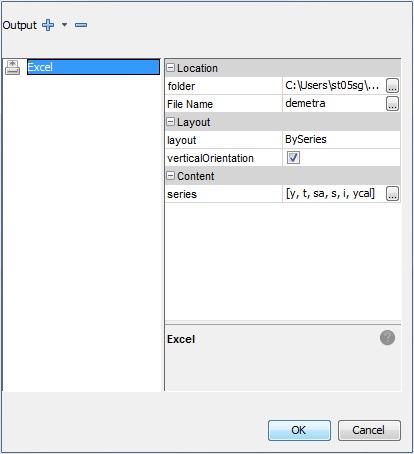 Output
Excel
Location
folder C:\Users\st05sg\... ...
File Name demetra ...
Layout
layout BySeries
verticalOrientation
Content
series [y, t, sa, s, i, ycal] ...
Excel ?
OK Cancel